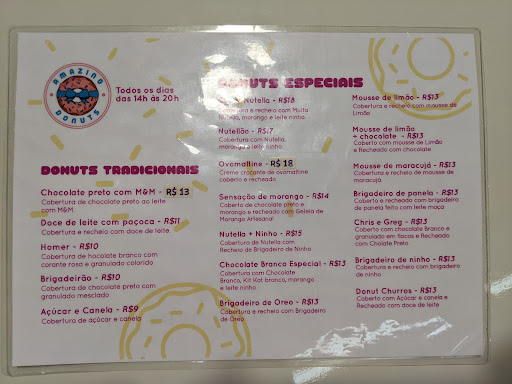 AMAZING
DONUTS
Todos os dias
das 14h às 20h
DONUTS TRADICIONAIS
Chocolate preto com M&M - R$ 13
Cobertura de chocolate preto ao leite
com M&M.
Doce de leite com paçoca - R$11
Cobertura e recheio com doce de leite.
Homer - R$10
Cobertura de hocolate branco com
corante rosa e granulado colorido
Brigadeirão - R$10
Cobertura de chocolate preto com
granulado mesclado
Açúcar e Canela - R$9
Cobertura de açúcar e canela
DONUTS ESPECIAIS
Nutella - R$18
e recheio com Muita
Nutella, morango e leite ninho
Nutellão - R$17
Cobertura com Nutella,
morango e leite ninho
Ovomaltine - R$ 18
Creme crocante de ovomaltine
coberto e recheado
Sensação de morango - R$14
Coberto de chocolate preto e
morango e recheado com Geleia de
Morango Artesanal
Nutella + Ninho - R$15
Cobertura de Nutella com
Recheio de Brigadeiro de Ninho
Chocolate Branco Especial - R$13
Cobertura com Chocolate
Branco, Kit Kat branco, morango
e leite ninho
Brigadeiro de Oreo - R$13
Cobertura e recheio com Brigadeiro
de Oreo
Mousse de limão - R$13
Cobertura e recheio com mousse de
Limão
Mousse de limão
+ chocolate - R$13
Coberto com mousse de Limão e
Recheado com chocolate
Mousse de maracujá - R$13
Cobertura e recheio de mousse de
maracujá
Brigadeiro de panela - R$13
Coberto e recheado com brigadeiro
de panela feito com leite moça
Chris e Greg - R$13
Coberto com chocolate Branco e
granulado em flocos e Recheado
com Cholate Preto
Brigadeiro de ninho - R$13
Cobertura e recheio com brigadeiro
de ninho
Donut Churros - R$13
Coberto com Açúcar e canela e
Recheado com doce de leite